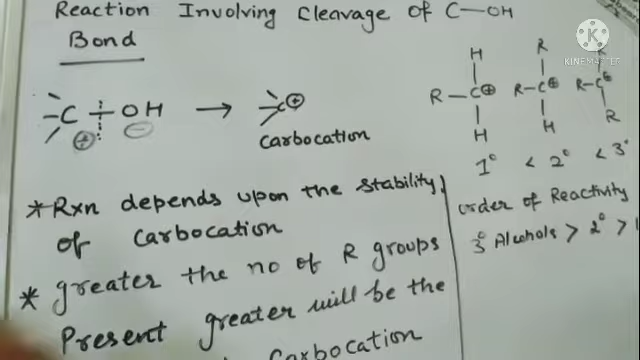 Reaction Involving Cleavage of C—OH
Bond
K
KINEMASTER
-C+OH → C⊕
⊕ ⊖
Carbocation
H R R
R—C⊕ R—C⊕ R—C⊕
H H R
1° < 2° < 3°
*Rxn depends upon the stability
of Carbocation
order of Reactivity
3° Alcohols > 2° > 1
* greater the no of R groups
Present greater will be the
Carbocation